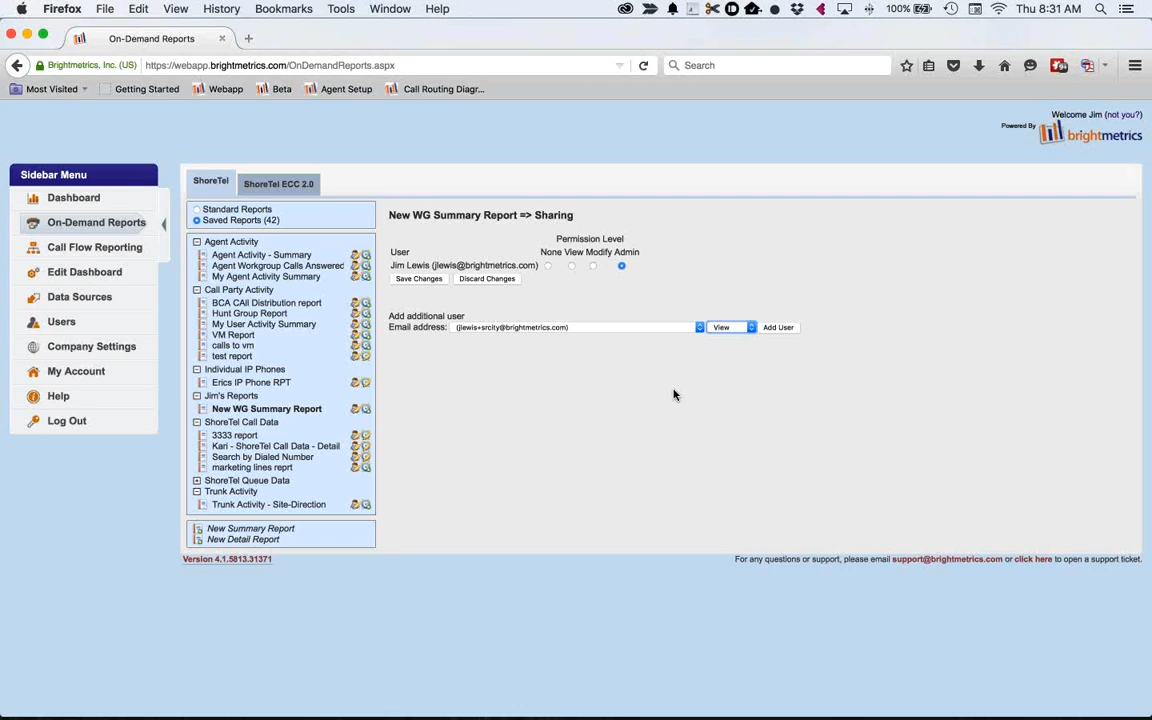 Firefox File Edit View History Bookmarks Tools Window Help 100% Thu 8:31 AM
On-Demand Reports
Brightmetrics, Inc. (US) https://webapp.brightmetrics.com/OnDemandReports.aspx Search
Most Visited Getting Started Webapp Beta Agent Setup Call Routing Diagr...
Welcome Jim (not you?)
Powered By brightmetrics
Sidebar Menu
Dashboard
On-Demand Reports
Call Flow Reporting
Edit Dashboard
Data Sources
Users
Company Settings
My Account
Help
Log Out
ShoreTel ShoreTel ECC 2.0
Standard Reports
Saved Reports (42)
Agent Activity
Agent Activity - Summary
Agent Workgroup Calls Answered
My Agent Activity Summary
Call Party Activity
BCA CAll Distribution report
Hunt Group Report
My User Activity Summary
VM Report
calls to vm
test report
Individual IP Phones
Erics IP Phone RPT
Jim's Reports
New WG Summary Report
ShoreTel Call Data
3333 report
Kari - ShoreTel Call Data - Detail
Search by Dialed Number
marketing lines reprt
ShoreTel Queue Data
Trunk Activity
Trunk Activity - Site-Direction
New Summary Report
New Detail Report
New WG Summary Report => Sharing
Permission Level
User None View Modify Admin
Jim Lewis (jlewis@brightmetrics.com)
Save Changes Discard Changes
Add additional user
Email address: (jlewis+srcity@brightmetrics.com) View Add User
Version 4.1.5813.31371
For any questions or support, please email support@brightmetrics.com or click here to open a support ticket.